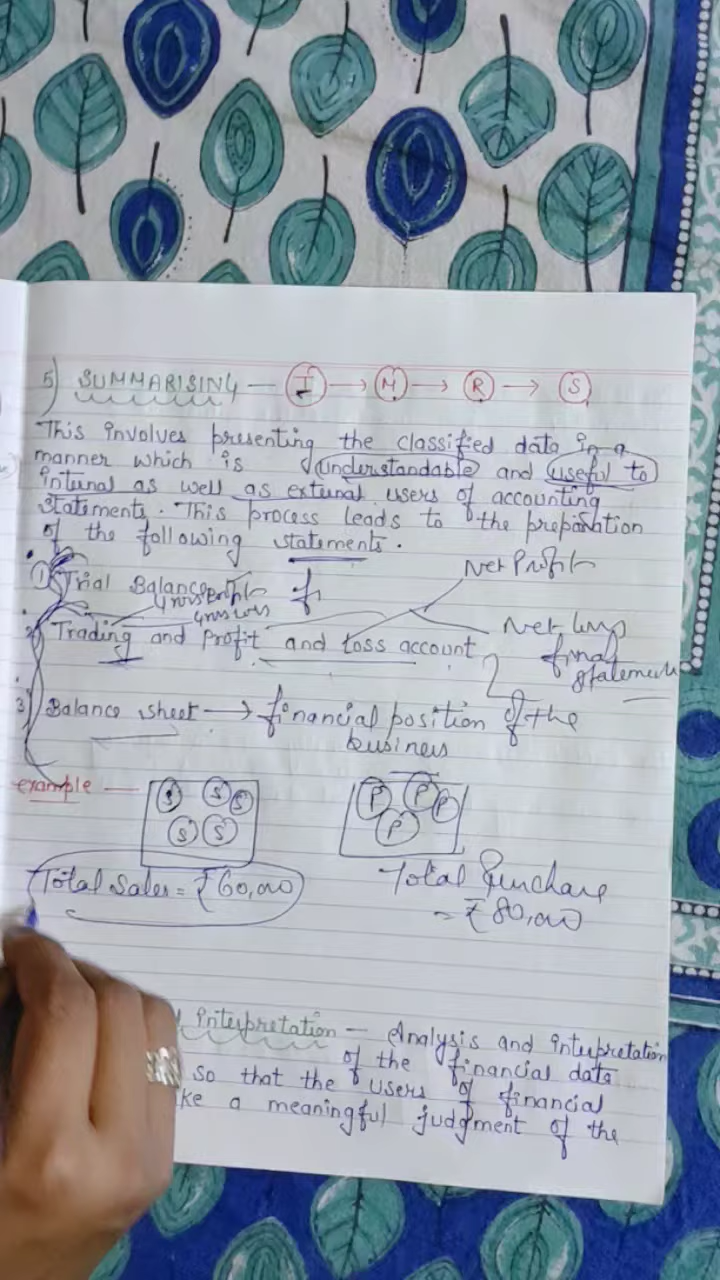 5) SUMMARISING — I → M → R → S
This involves presenting the classified data in a
manner which is understandable and useful to
internal as well as external users of accounting
statements. This process leads to the preparation
of the following statements.
Net Profit
1) Trial Balance
Gross Profit
Gross loss
Net loss
2) Trading and Profit and Loss account
final
statement
3) Balance sheet → financial position of the
business
example —
S S S S S
P P P P
Total Sales = ₹60,000
Total Purchase
= ₹80,000
Interpretation — Analysis and interpretation
of the financial data
so that the users of financial
a meaningful judgment of the